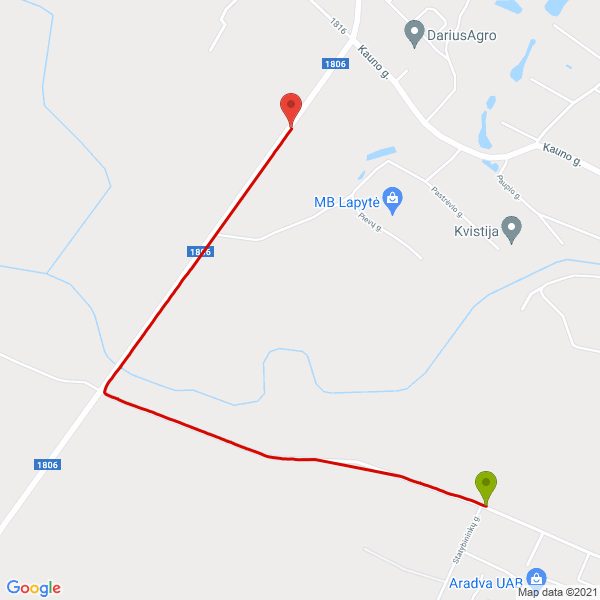 1816
Kauno g.
DariusAgro
1806
Kauno g.
Paupio g.
Pastrėvio g.
MB Lapytė
Pievų g.
Kvistija
1806
1806
Statybininkų g.
Aradva UAB
Google
Map data ©2021